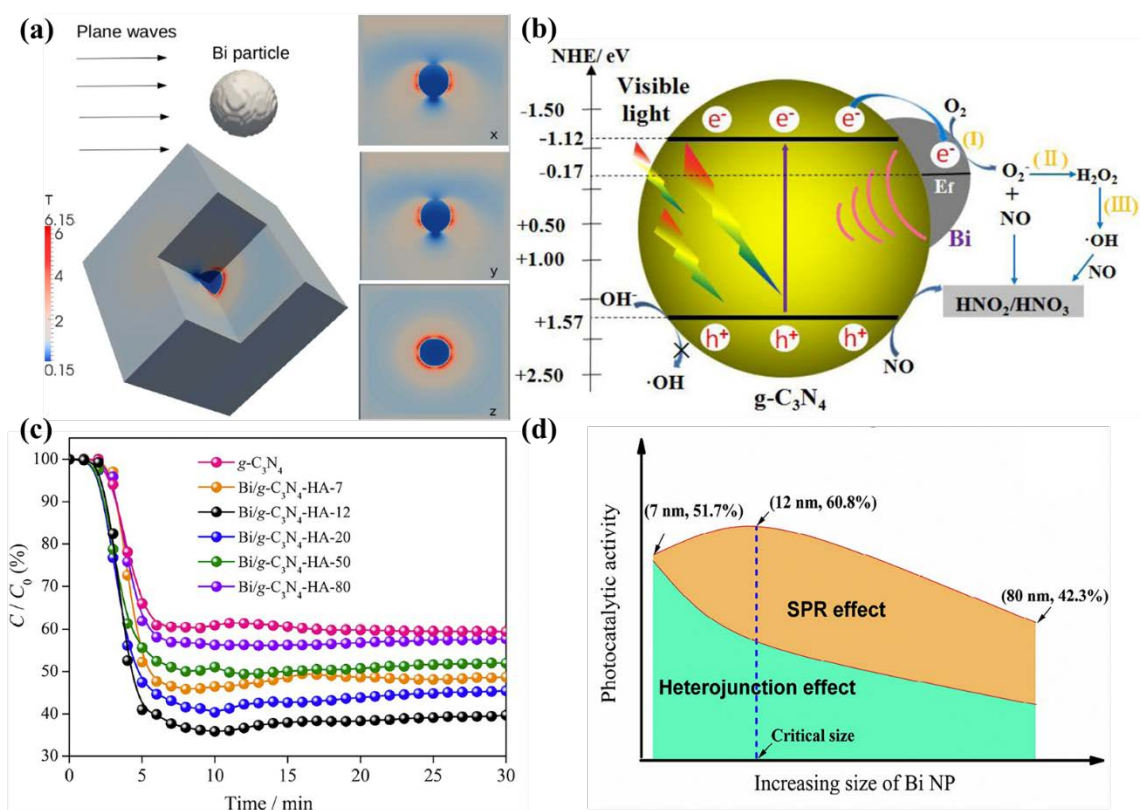 (a)
Plane waves
Bi particle
T
6.15
6
4
2
0.15
x
y
z
(b)
NHE/ eV
-1.50
-1.12
-0.17
+0.50
+1.00
+1.57
+2.50
Visible
light
e⁻ e⁻ e⁻
e⁻
Ef
Bi
O₂
(I)
O₂⁻
(II)
H₂O₂
+
(III)
NO
·OH
NO
HNO₂/HNO₃
OH⁻
·OH
h⁺ h⁺ h⁺
NO
g-C₃N₄
(c)
C / C₀ (%)
100
90
80
70
60
50
40
30
g-C₃N₄
Bi/g-C₃N₄-HA-7
Bi/g-C₃N₄-HA-12
Bi/g-C₃N₄-HA-20
Bi/g-C₃N₄-HA-50
Bi/g-C₃N₄-HA-80
0 5 10 15 20 25 30
Time / min
(d)
Photocatalytic activity
(7 nm, 51.7%)
(12 nm, 60.8%)
(80 nm, 42.3%)
SPR effect
Heterojunction effect
Critical size
Increasing size of Bi NP